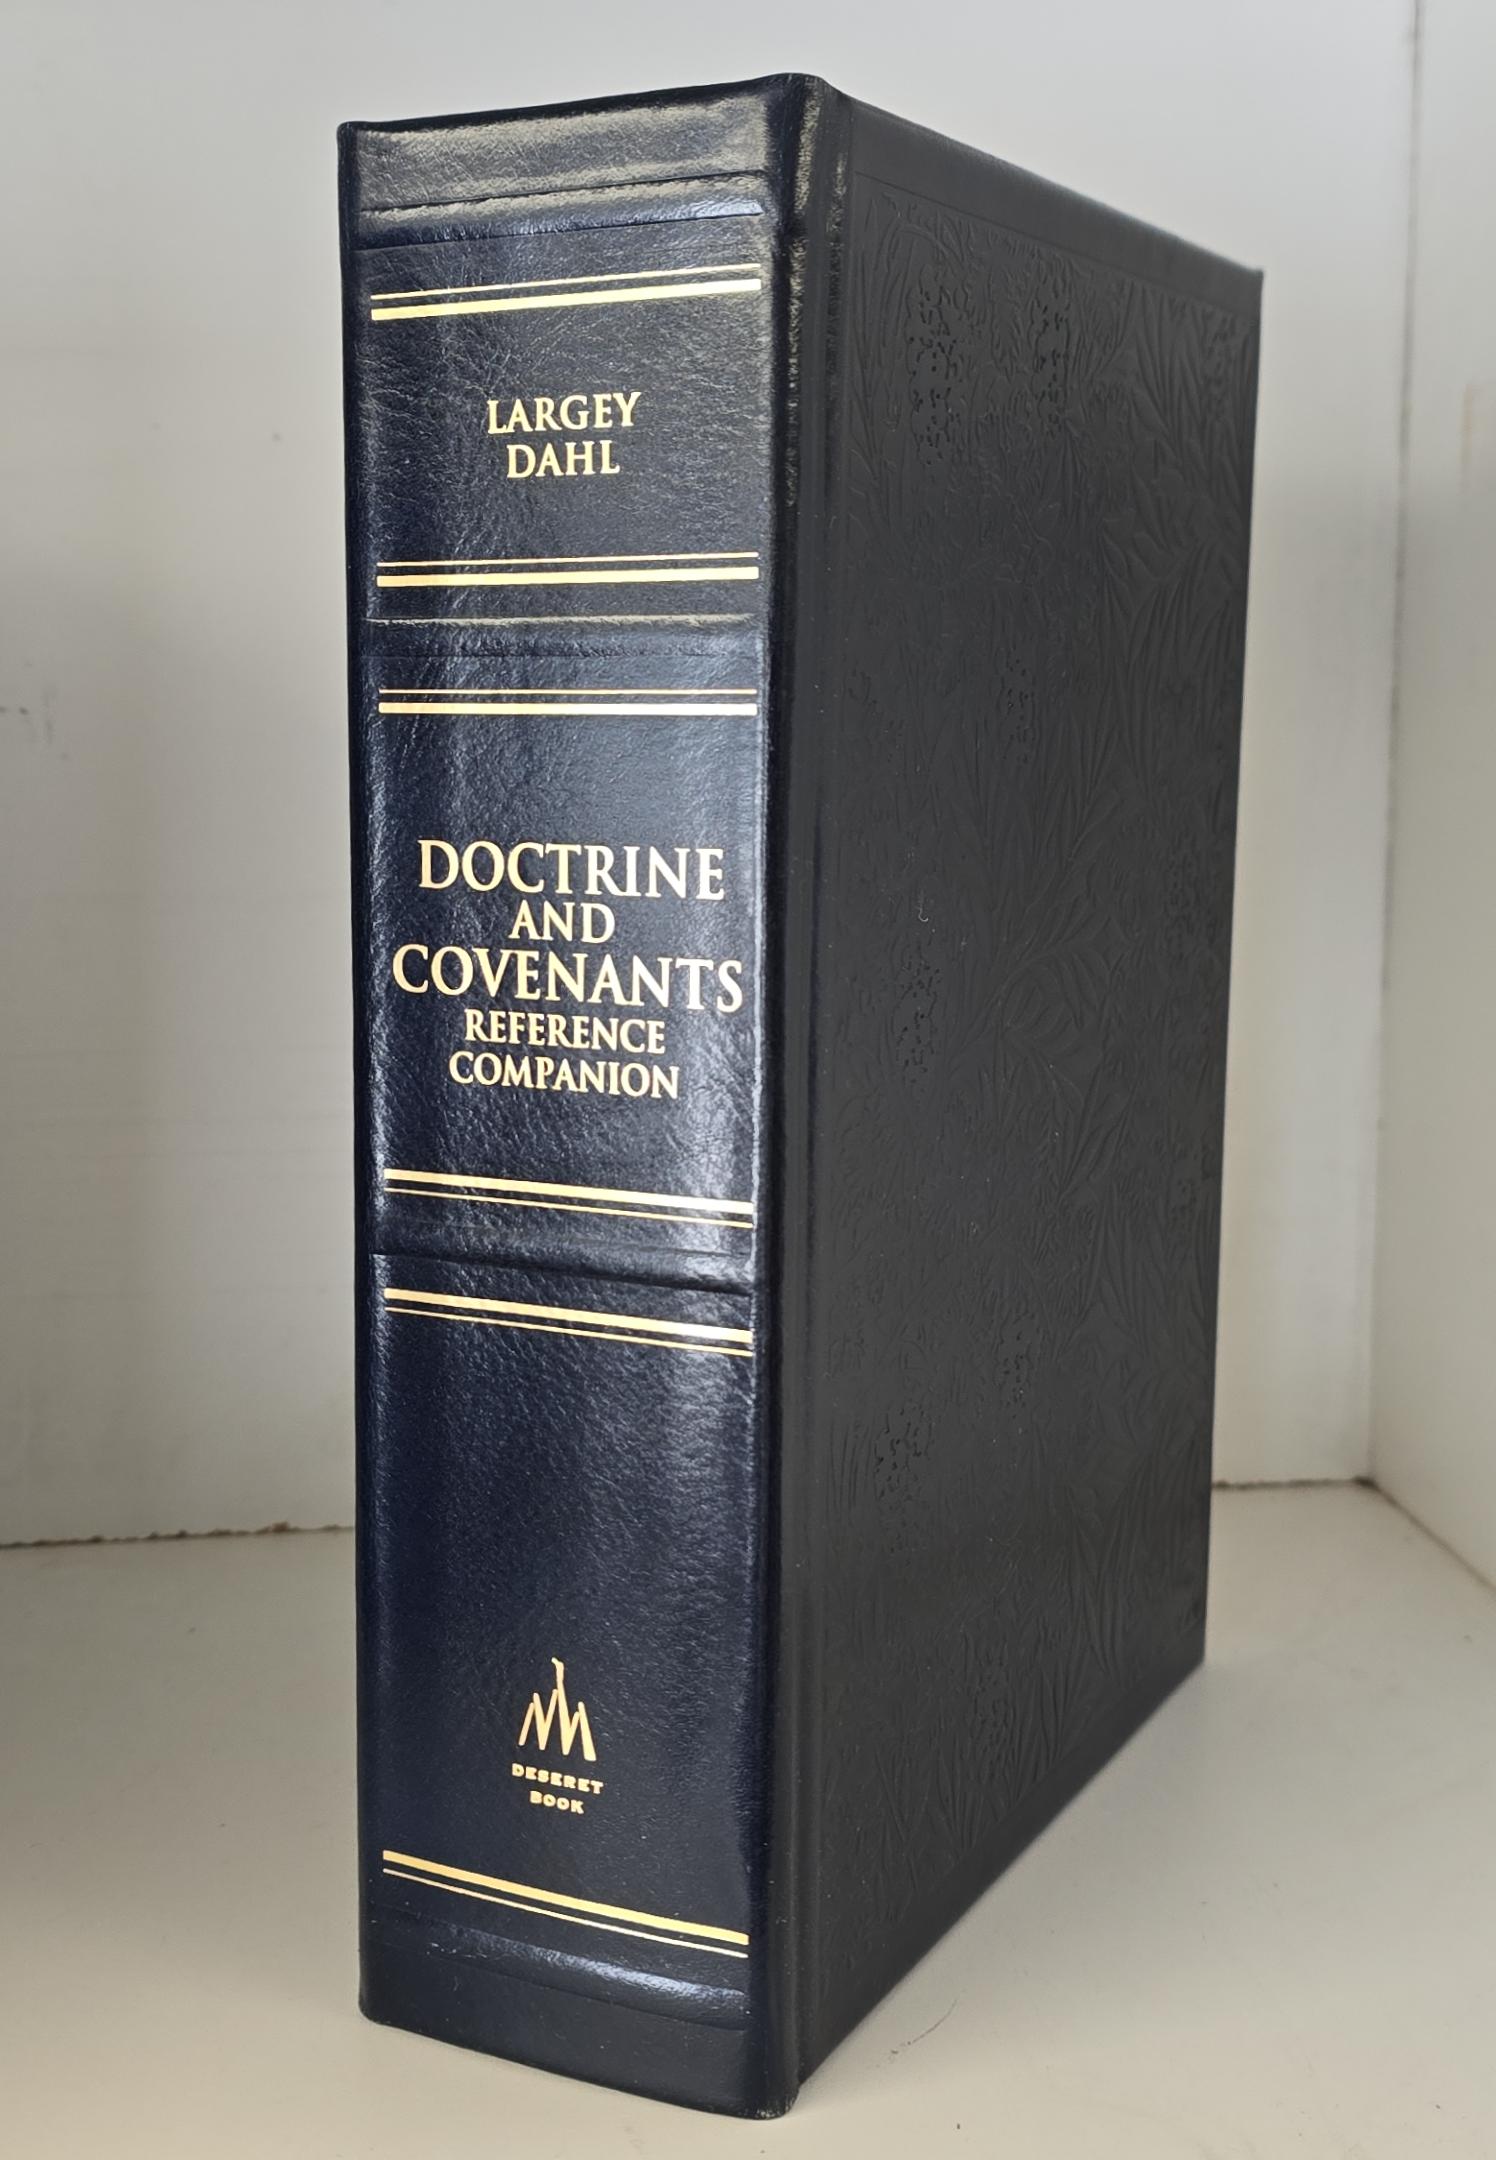 LARGEY
DAHL
DOCTRINE
AND
COVENANTS
REFERENCE
COMPANION
DESERET
BOOK